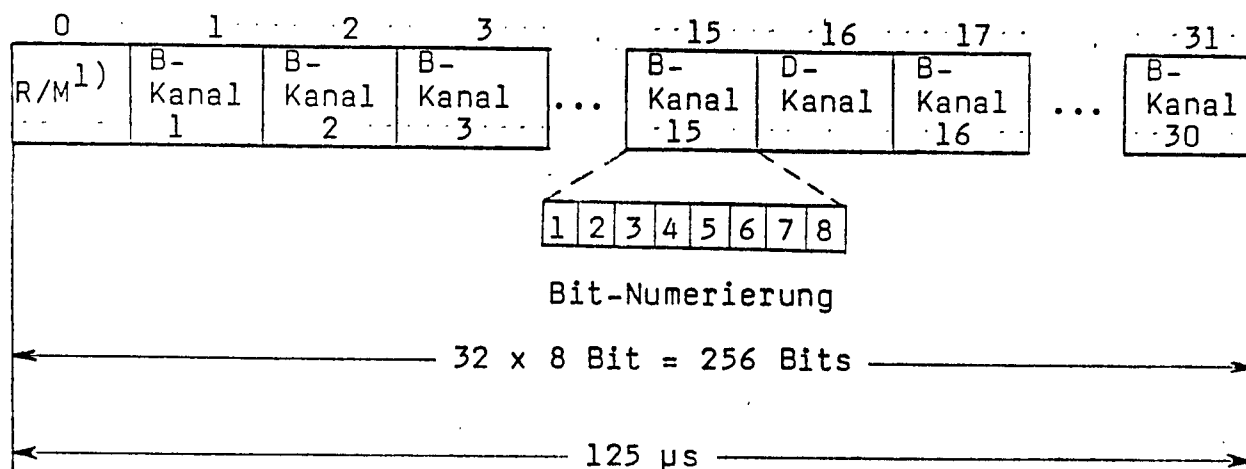 0 1 2 3 15 16 17 31
R/M1) B- B- B- B- D- B- B-
Kanal Kanal Kanal ... Kanal Kanal Kanal ... Kanal
1 2 3 15 16 30
1 2 3 4 5 6 7 8
Bit-Numerierung
32 x 8 Bit = 256 Bits
125 µs